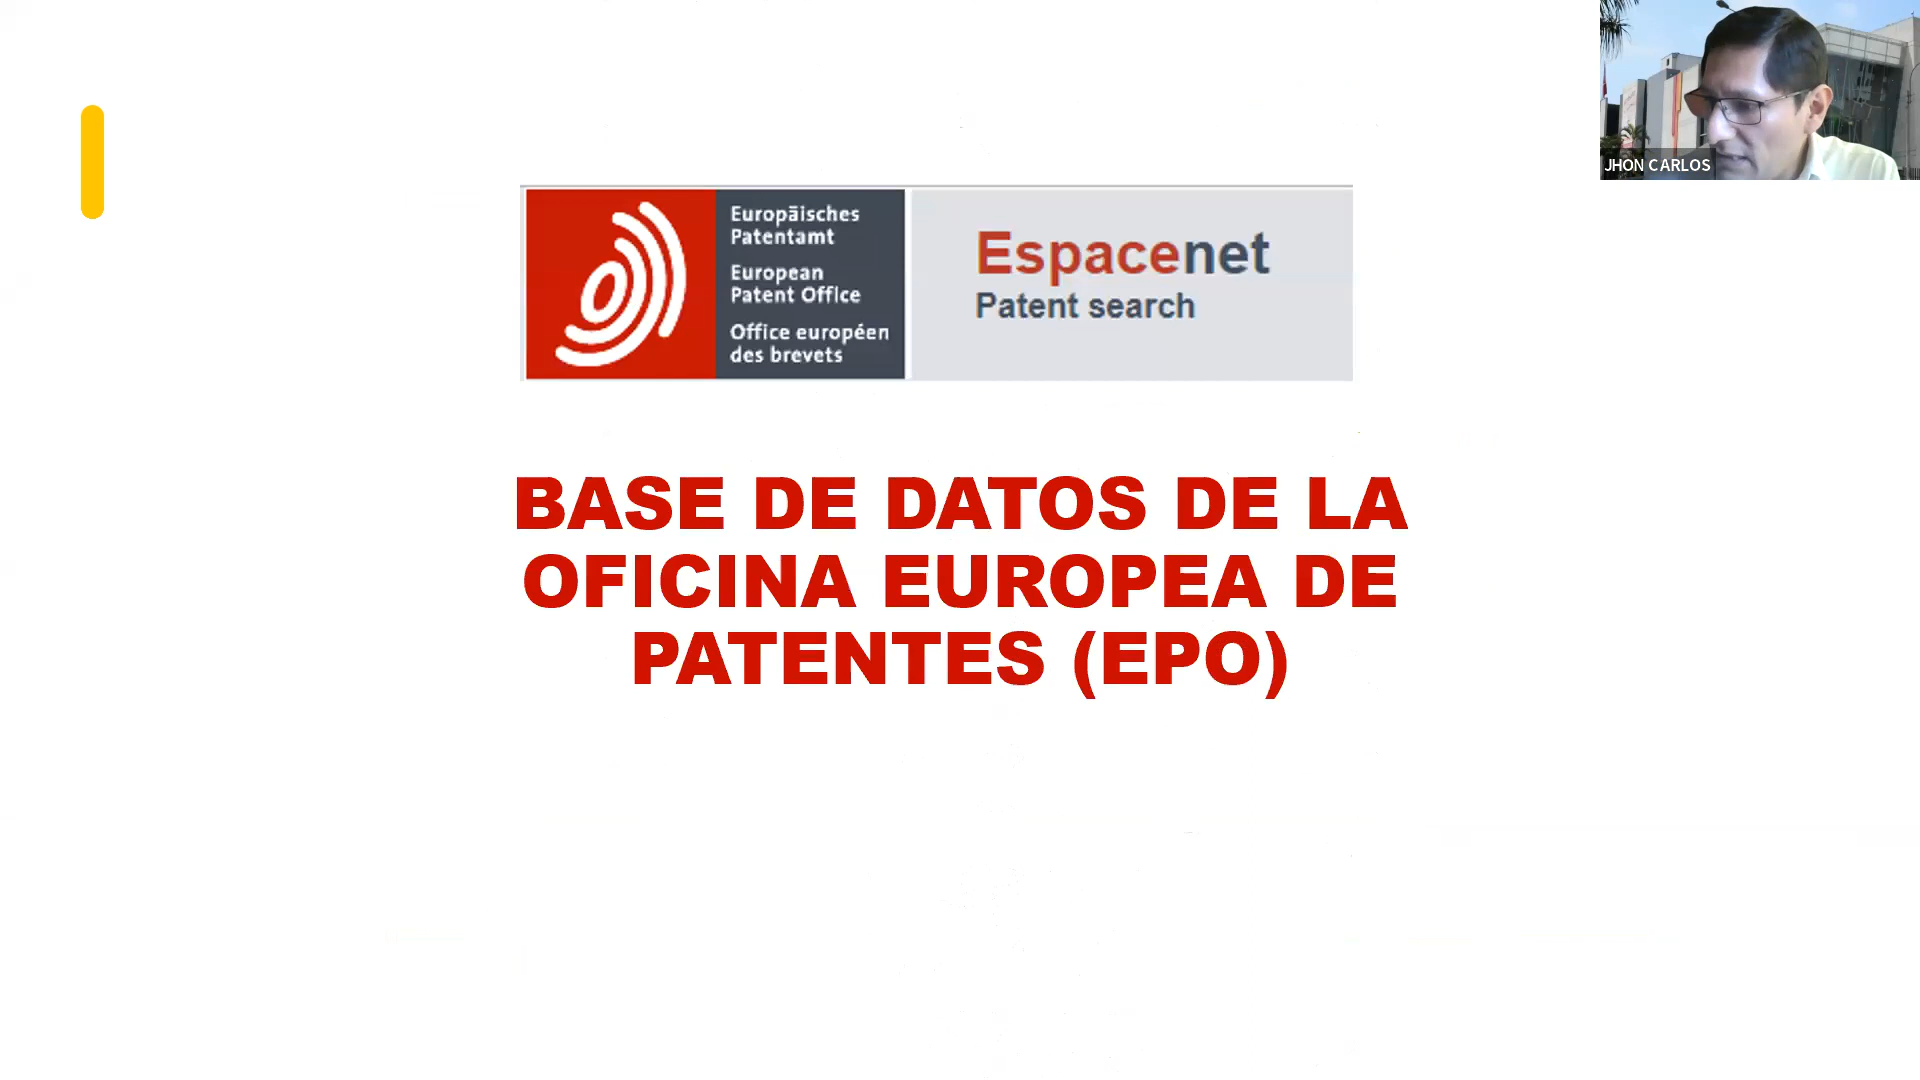 Europäisches
Patentamt
European
Patent Office
Office européen
des brevets
Espacenet
Patent search
JHON CARLOS
BASE DE DATOS DE LA
OFICINA EUROPEA DE
PATENTES (EPO)